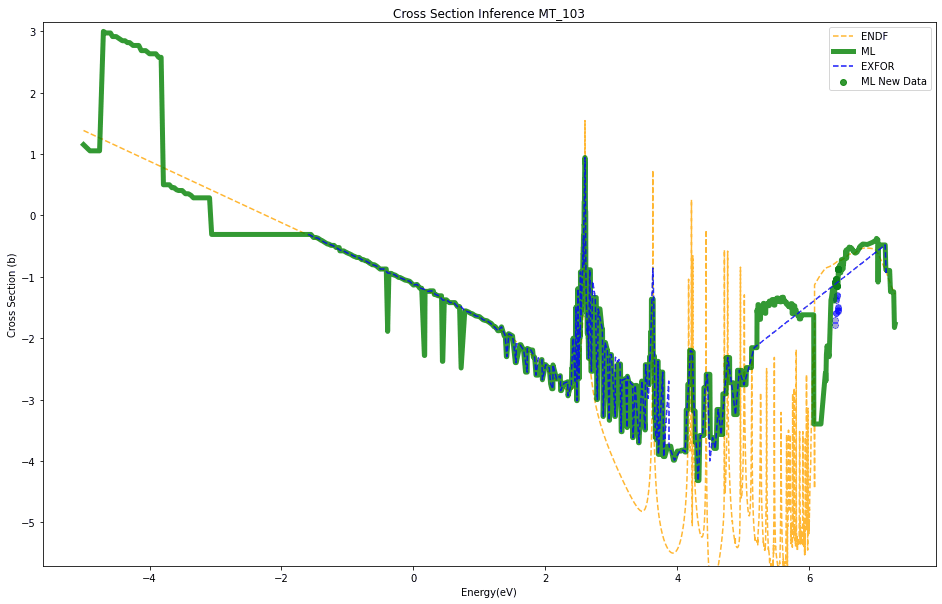 Cross Section Inference MT_103
ENDF
ML
EXFOR
ML New Data
Cross Section (b)
3
2
1
0
−1
−2
−3
−4
−5
−4
−2
0
2
4
6
Energy(eV)